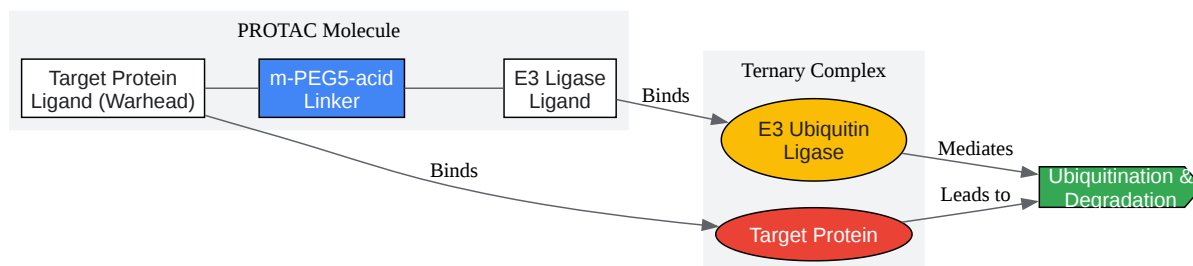 PROTAC Molecule
Target Protein
Ligand (Warhead)
m-PEG5-acid
Linker
E3 Ligase
Ligand
Binds
Binds
Ternary Complex
E3 Ubiquitin
Ligase
Target Protein
Mediates
Leads to
Ubiquitination &
Degradation